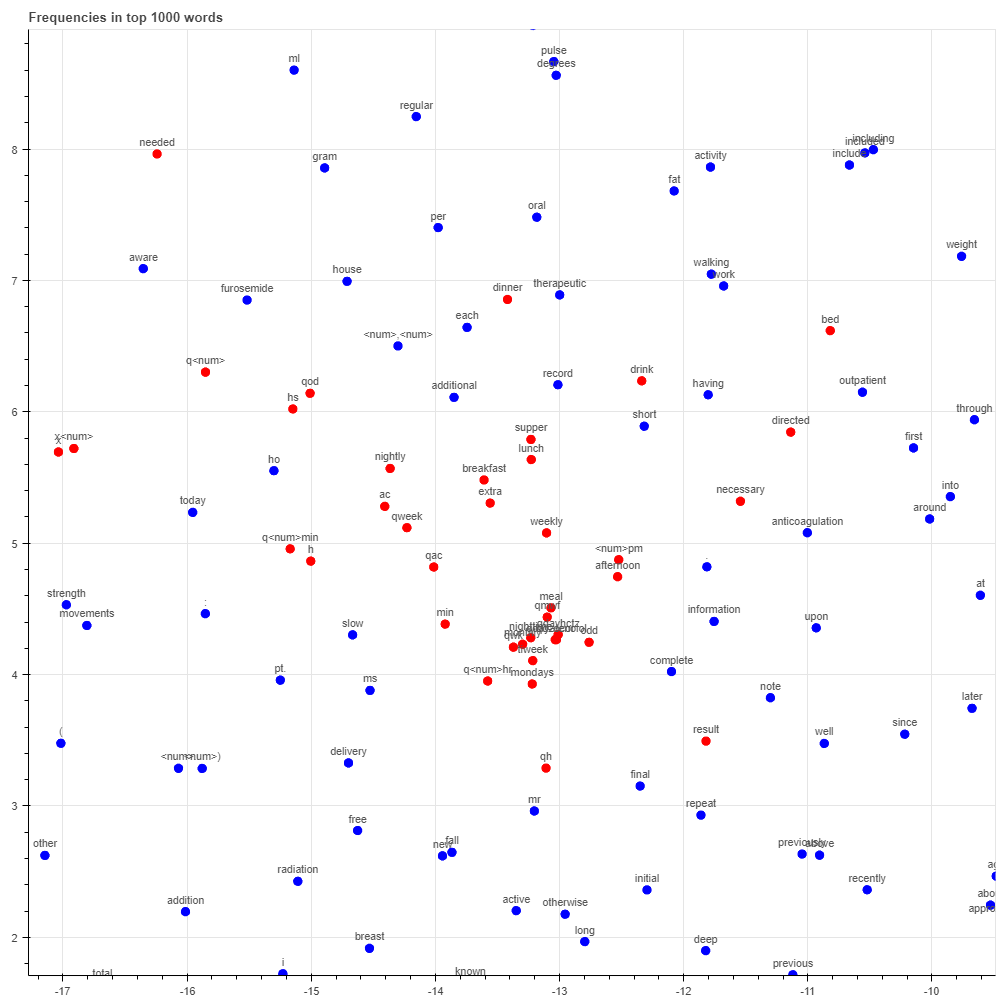 Frequencies in top 1000 words
pulse
ml
degrees
regular
needed
including
included
8
gram
activity
fat
oral
per
aware
weight
7
house
walking
work
furosemide
dinner
therapeutic
each
bed
<num>.<num>
q<num>
qod
drink
record
outpatient
hs
additional
having
6
short
directed
through
x<num>
supper
first
ho
nightly
lunch
breakfast
extra
necessary
into
today
ac
qweek
weekly
anticoagulation
around
5
q<num>min
h
<num>pm
qac
afternoon
strength
movements
:
meal
at
min
slow
information
upon
odd
complete
pt.
mondays
q<num>hr
4
ms
note
later
(
result
well
since
<num>
<num>)
delivery
qh
final
3
mr
repeat
free
new
fall
previously
above
other
radiation
initial
recently
addition
active
otherwise
2
breast
long
deep
total
i
known
previous
-17
-16
-15
-14
-13
-12
-11
-10